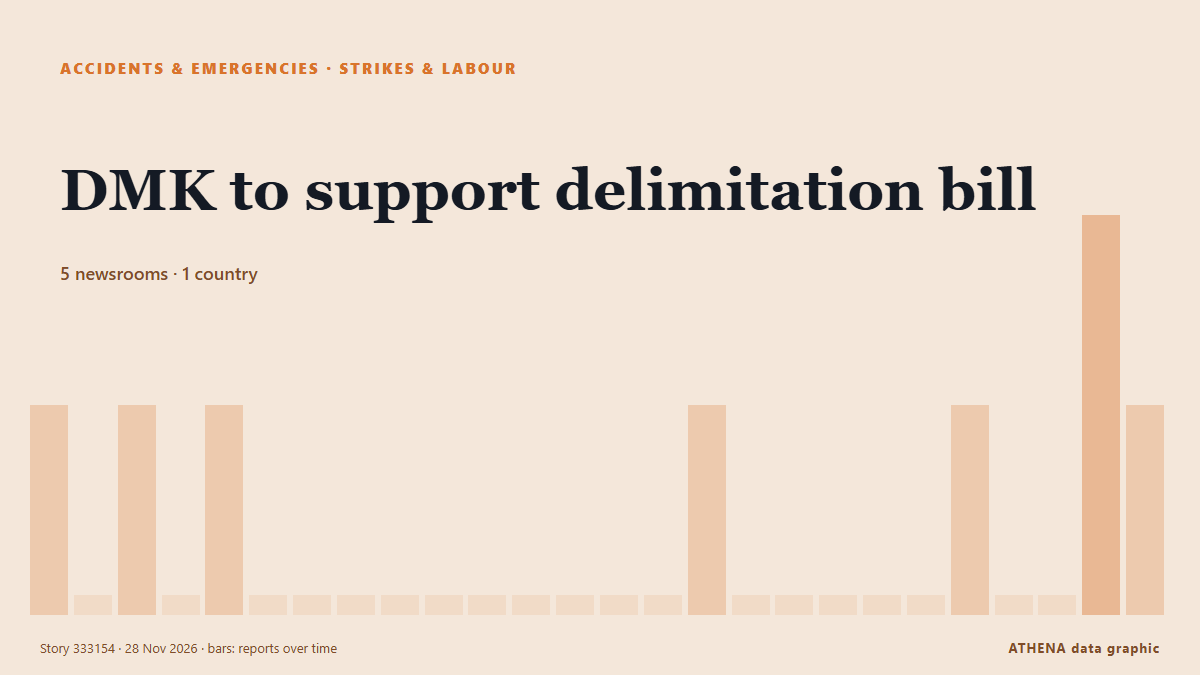 ACCIDENTS & EMERGENCIES · STRIKES & LABOUR
DMK to support delimitation bill
5 newsrooms · 1 country
Story 333154 · 28 Nov 2026 · bars: reports over time
ATHENA data graphic